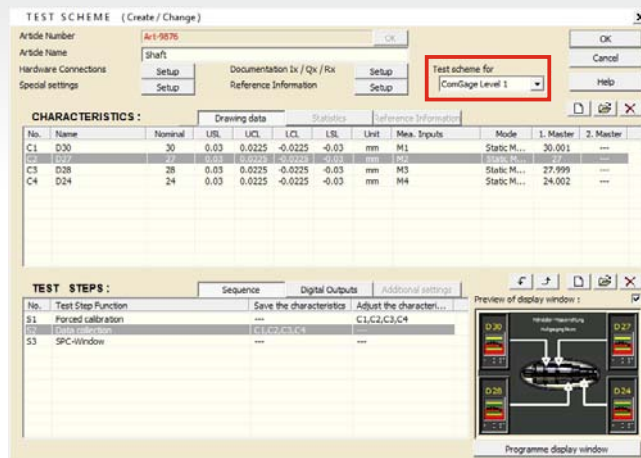 TEST SCHEME (Create / Change)
Article Number Art-9876 OK OK
Article Name Shaft Cancel
Hardware Connections Setup Documentation Ix / Qx / Rx Setup Test scheme for
Special settings Setup Reference Information Setup ComGage Level 1 Help
CHARACTERISTICS : Drawing data Statistics Reference Information
No. Name Nominal USL UCL LCL LSL Unit Mea. Inputs Mode 1. Master 2. Master
C1 D30 30 0.03 0.0225 -0.0225 -0.03 mm M1 Static M... 30.001 ---
C2 D27 27 0.03 0.0225 -0.0225 -0.03 mm M2 Static M... 27 ---
C3 D28 28 0.03 0.0225 -0.0225 -0.03 mm M3 Static M... 27.999 ---
C4 D24 24 0.03 0.0225 -0.0225 -0.03 mm M4 Static M... 24.002 ---
TEST STEPS : Sequence Digital Outputs Additional settings
Preview of display window :
No. Test Step Function Save the characteristics Adjust the characteri...
S1 Forced calibration --- C1,C2,C3,C4
S2 Data collection C1,C2,C3,C4 ---
S3 SPC-Window --- ---
D30 D27
D28 D24
Programme display window